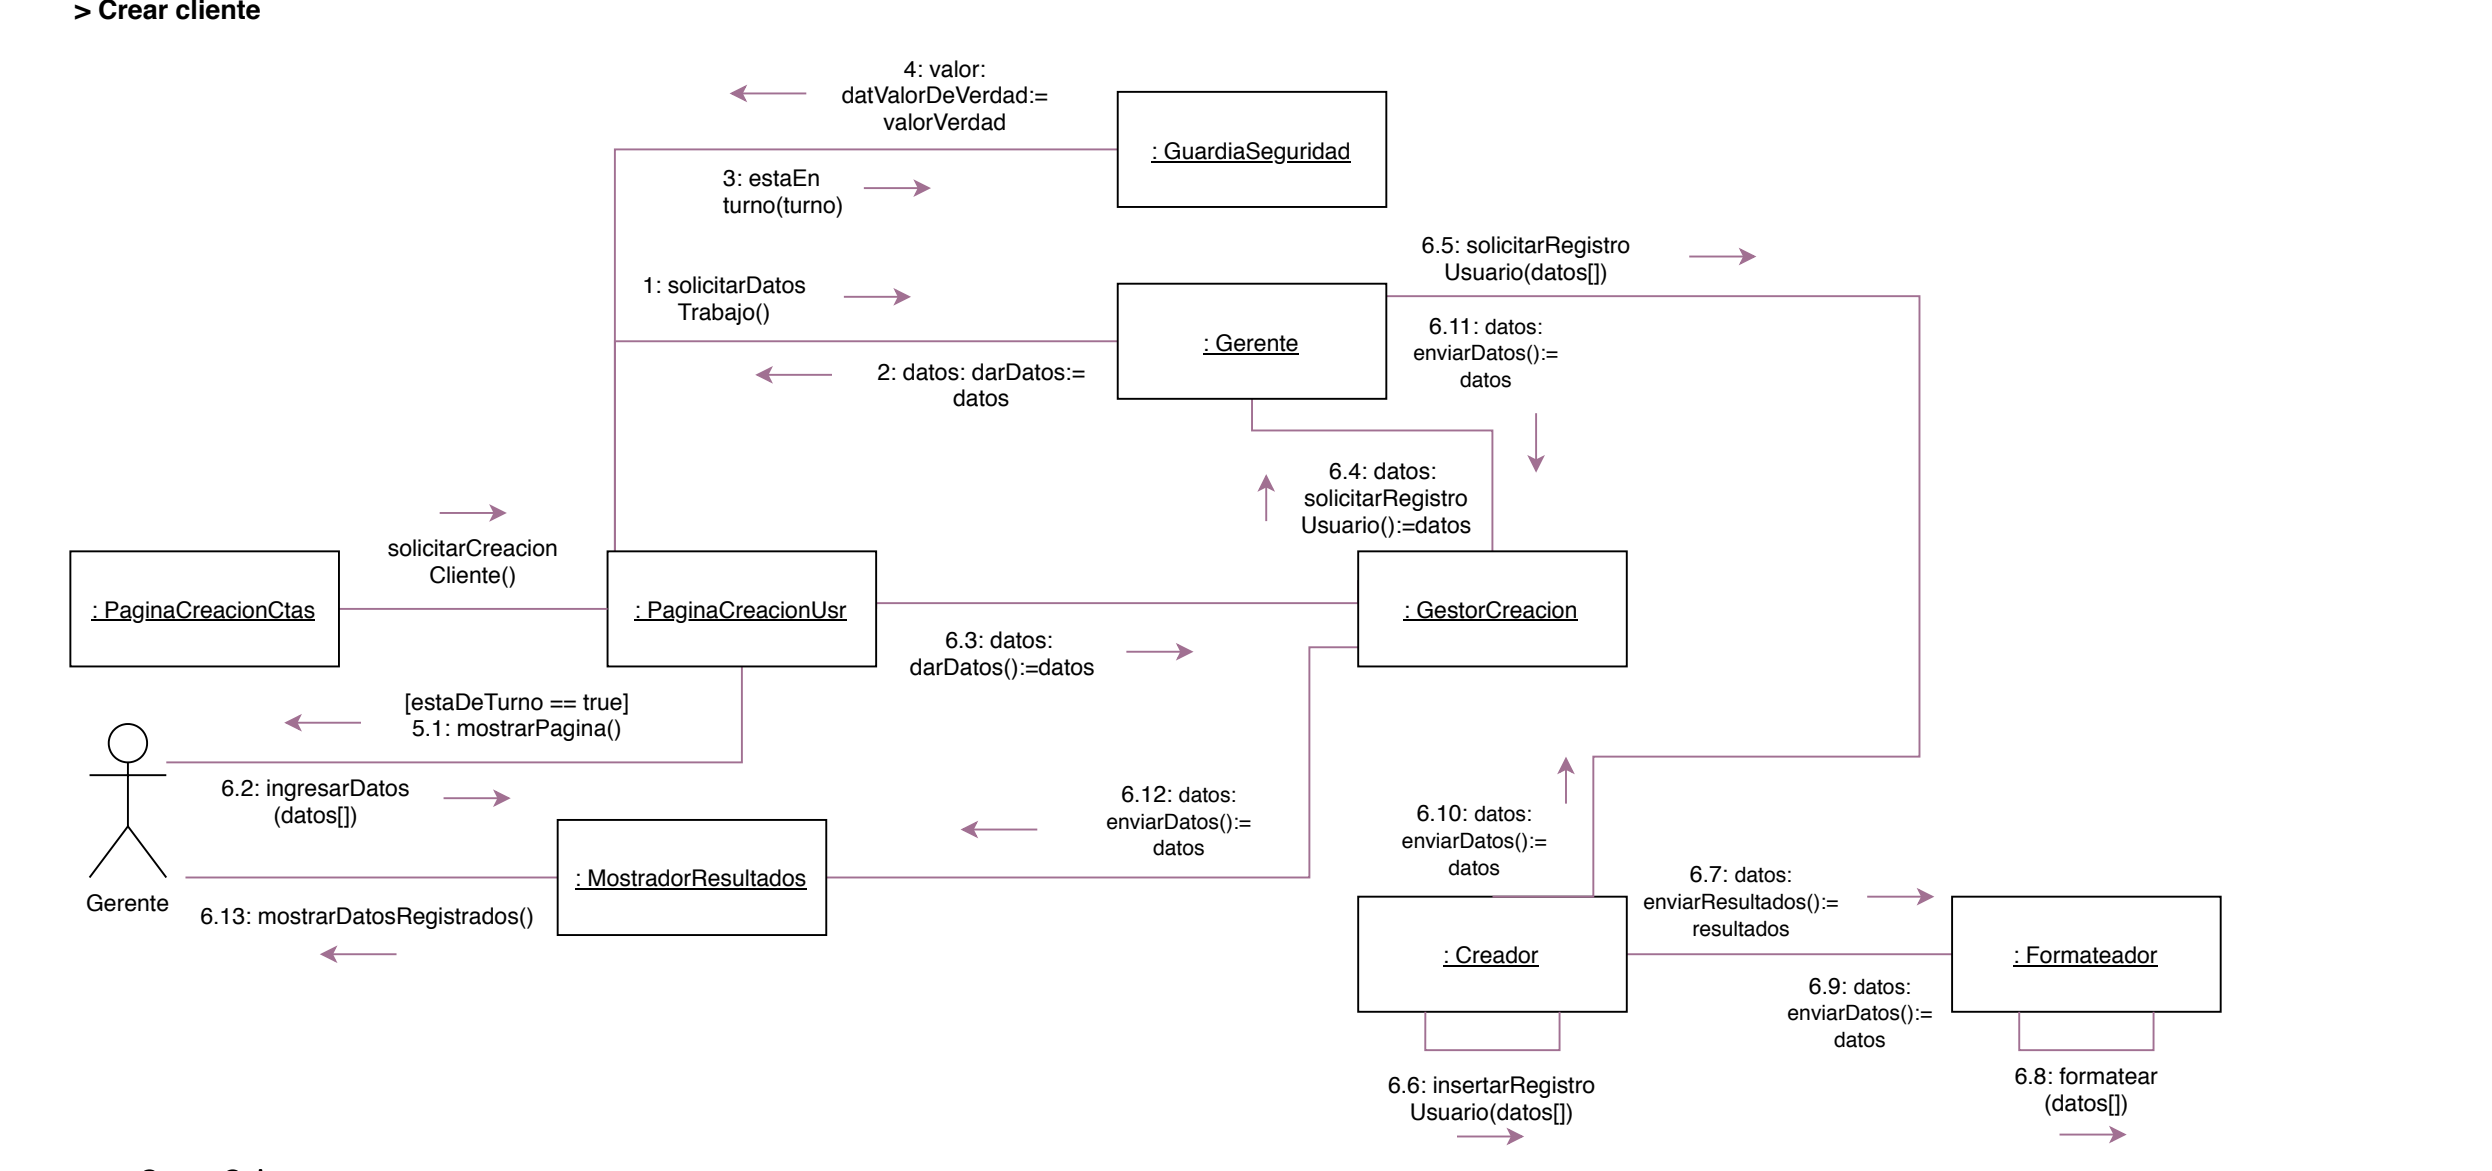 > Crear cliente
4: valor:
datValorDeVerdad:=
valorVerdad
: GuardiaSeguridad
3: estaEn
turno(turno)
6.5: solicitarRegistro
Usuario(datos[])
1: solicitarDatos
Trabajo()
: Gerente
6.11: datos:
enviarDatos():=
datos
2: datos: darDatos:=
datos
6.4: datos:
solicitarRegistro
Usuario():=datos
solicitarCreacion
Cliente()
: PaginaCreacionCtas
: PaginaCreacionUsr
: GestorCreacion
6.3: datos:
darDatos():=datos
[estaDeTurno == true]
5.1: mostrarPagina()
6.2: ingresarDatos
(datos[])
6.12: datos:
enviarDatos():=
datos
6.10: datos:
enviarDatos():=
datos
Gerente
: MostradorResultados
6.7: datos:
enviarResultados():=
resultados
6.13: mostrarDatosRegistrados()
: Creador
: Formateador
6.9: datos:
enviarDatos():=
datos
6.6: insertarRegistro
Usuario(datos[])
6.8: formatear
(datos[])